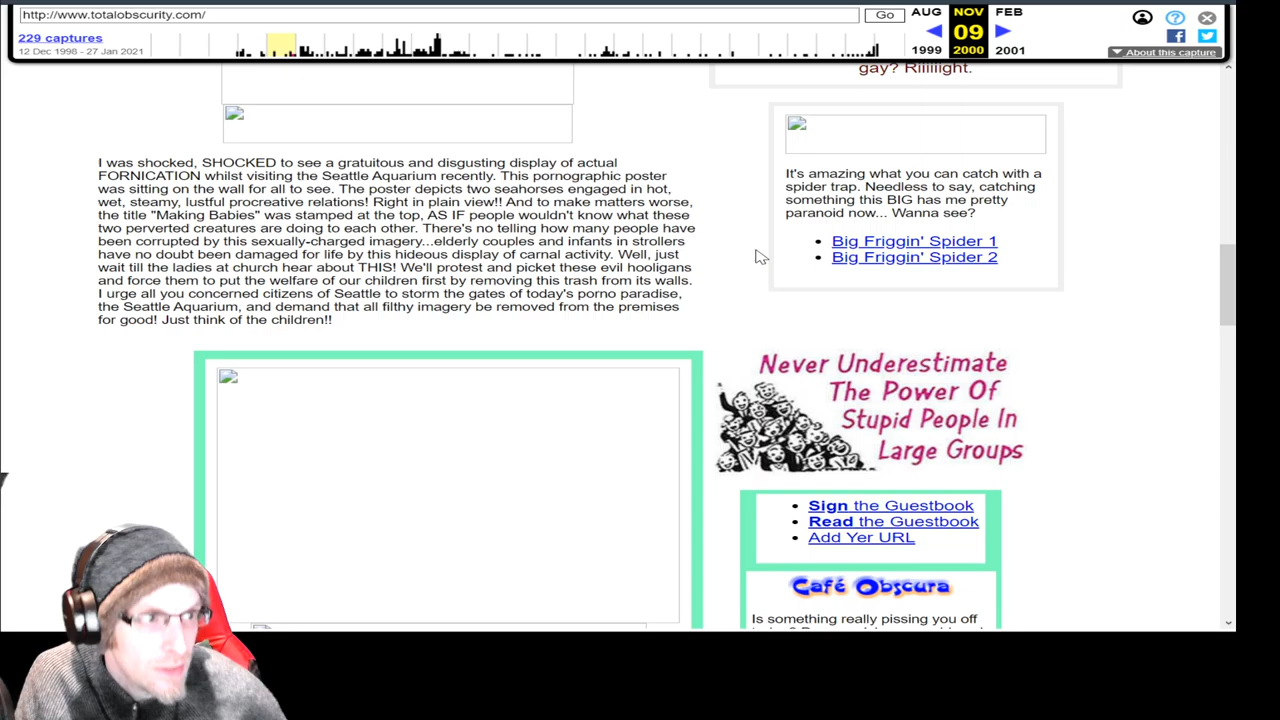 http://www.totalobscurity.com/
Go
AUG
NOV
FEB
229 captures
09
12 Dec 1998 - 27 Jan 2021
1999
2000
2001
About this capture
gay? Riiiiight.
I was shocked, SHOCKED to see a gratuitous and disgusting display of actual
FORNICATION whilst visiting the Seattle Aquarium recently. This pornographic poster
was sitting on the wall for all to see. The poster depicts two seahorses engaged in hot,
wet, steamy, lustful procreative relations! Right in plain view!! And to make matters worse,
the title "Making Babies" was stamped at the top, AS IF people wouldn't know what these
two perverted creatures are doing to each other. There's no telling how many people have
been corrupted by this sexually-charged imagery...elderly couples and infants in strollers
have no doubt been damaged for life by this hideous display of carnal activity. Well, just
wait till the ladies at church hear about THIS! We'll protest and picket these evil hooligans
and force them to put the welfare of our children first by removing this trash from its walls.
I urge all you concerned citizens of Seattle to storm the gates of today's porno paradise,
the Seattle Aquarium, and demand that all filthy imagery be removed from the premises
for good! Just think of the children!!
It's amazing what you can catch with a
spider trap. Needless to say, catching
something this BIG has me pretty
paranoid now... Wanna see?
Big Friggin' Spider 1
Big Friggin' Spider 2
Never Underestimate
The Power Of
Stupid People In
Large Groups
Sign the Guestbook
Read the Guestbook
Add Yer URL
Café Obscura
Is something really pissing you off